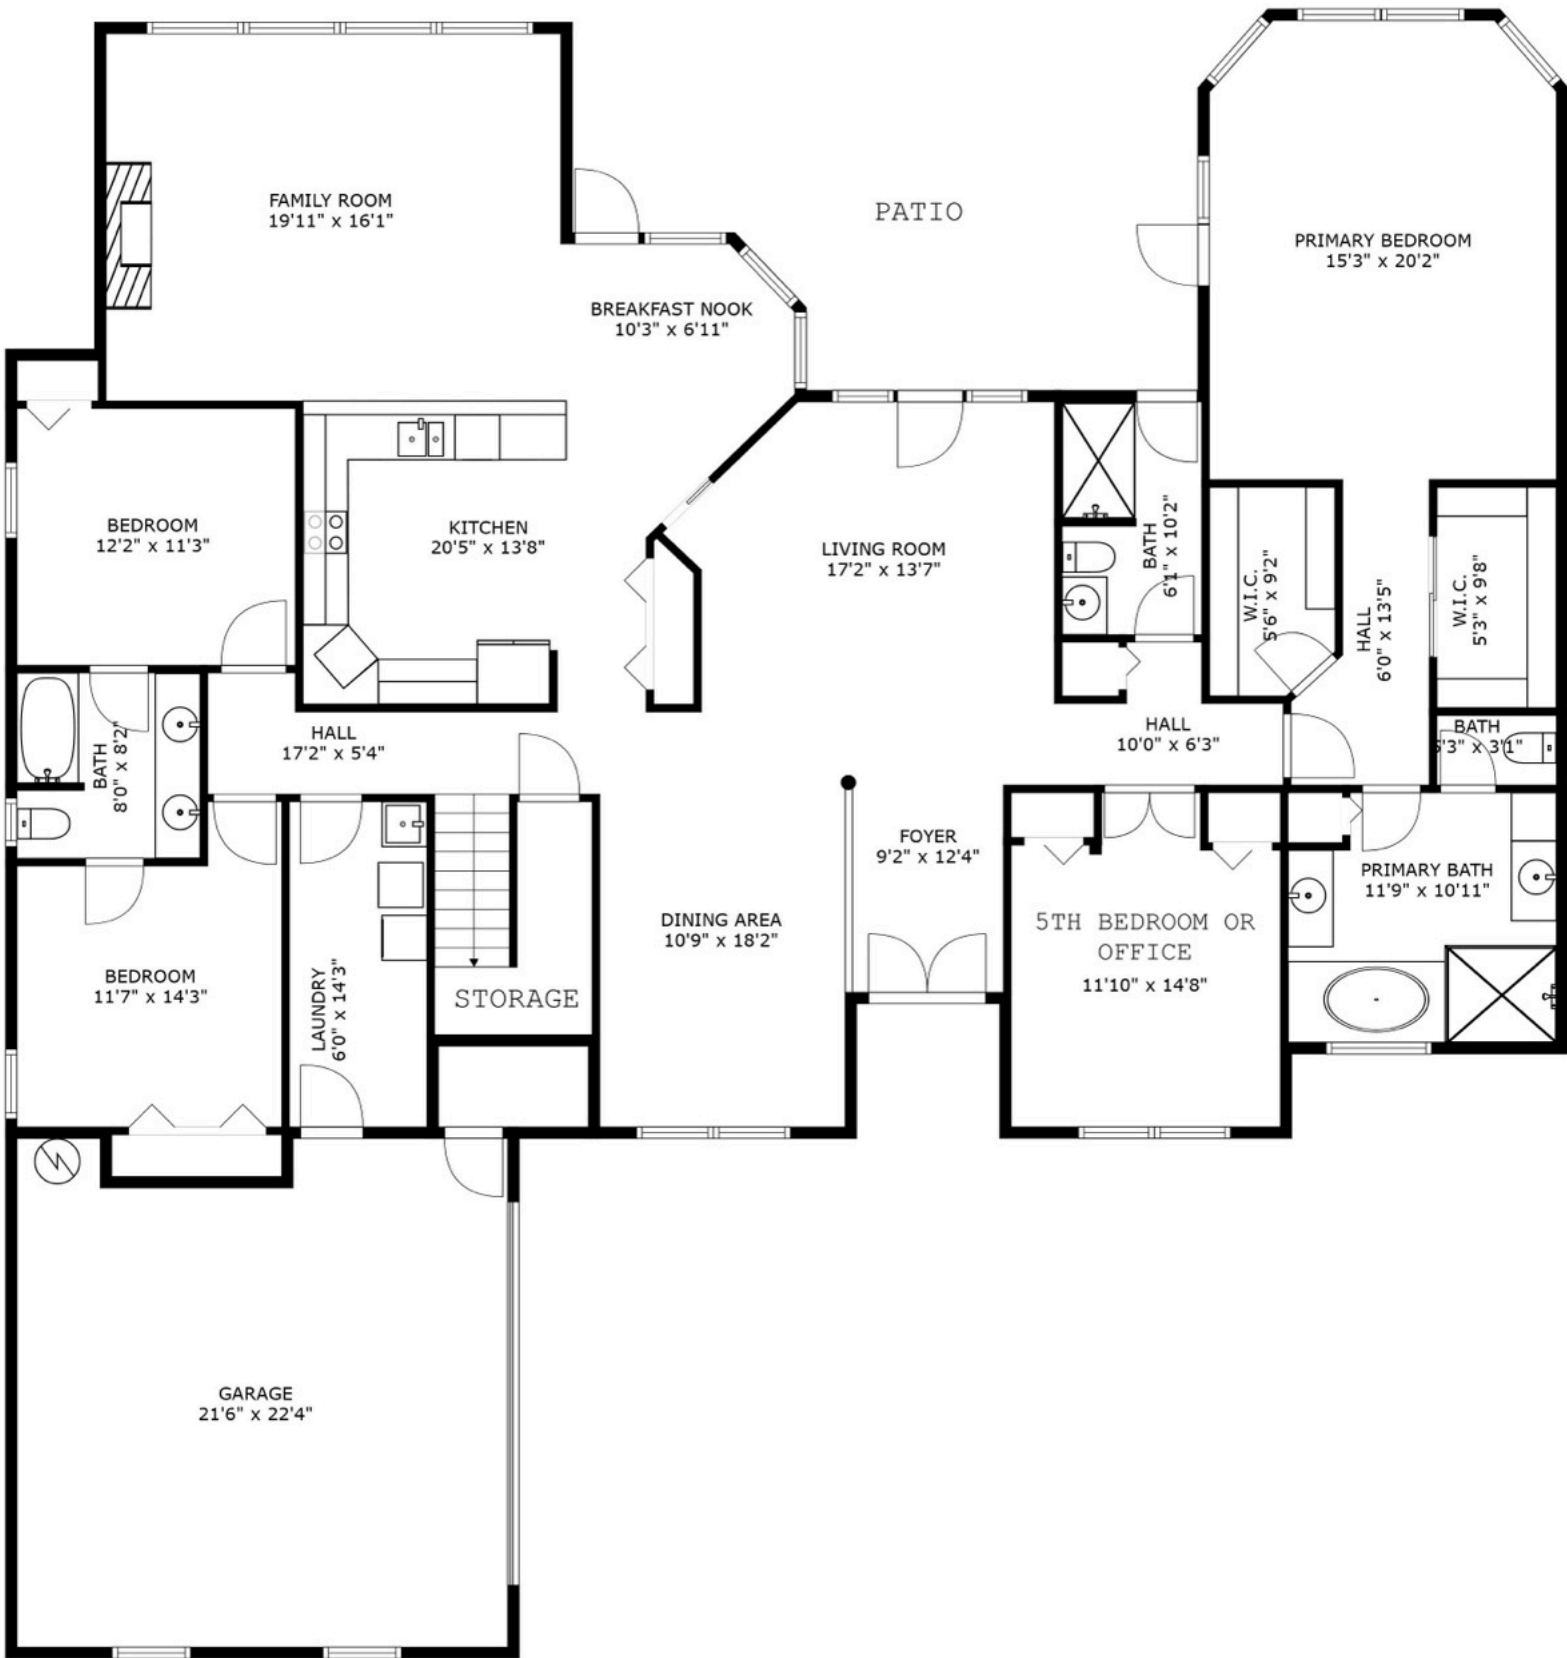 FAMILY ROOM
19'11" x 16'1"
PATIO
PRIMARY BEDROOM
15'3" x 20'2"
BREAKFAST NOOK
10'3" x 6'11"
BEDROOM
12'2" x 11'3"
KITCHEN
20'5" x 13'8"
LIVING ROOM
17'2" x 13'7"
BATH
6'1" x 10'2"
W.I.C.
5'6" x 9'2"
HALL
6'0" x 13'5"
W.I.C.
5'3" x 9'8"
BATH
8'0" x 8'2"
HALL
17'2" x 5'4"
HALL
10'0" x 6'3"
BATH
5'3" x 3'1"
FOYER
9'2" x 12'4"
PRIMARY BATH
11'9" x 10'11"
DINING AREA
10'9" x 18'2"
5TH BEDROOM OR
OFFICE
11'10" x 14'8"
BEDROOM
11'7" x 14'3"
LAUNDRY
6'0" x 14'3"
STORAGE
GARAGE
21'6" x 22'4"